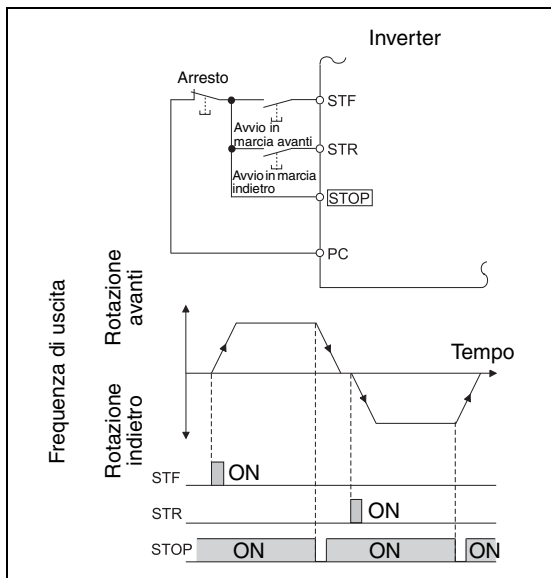 Inverter
Arresto
STF
Avvio in
marcia avanti
STR
Avvio in marcia
indietro
STOP
PC
Frequenza di uscita
Rotazione
avanti
Tempo
Rotazione
indietro
STF
ON
STR
ON
STOP
ON
ON
ON